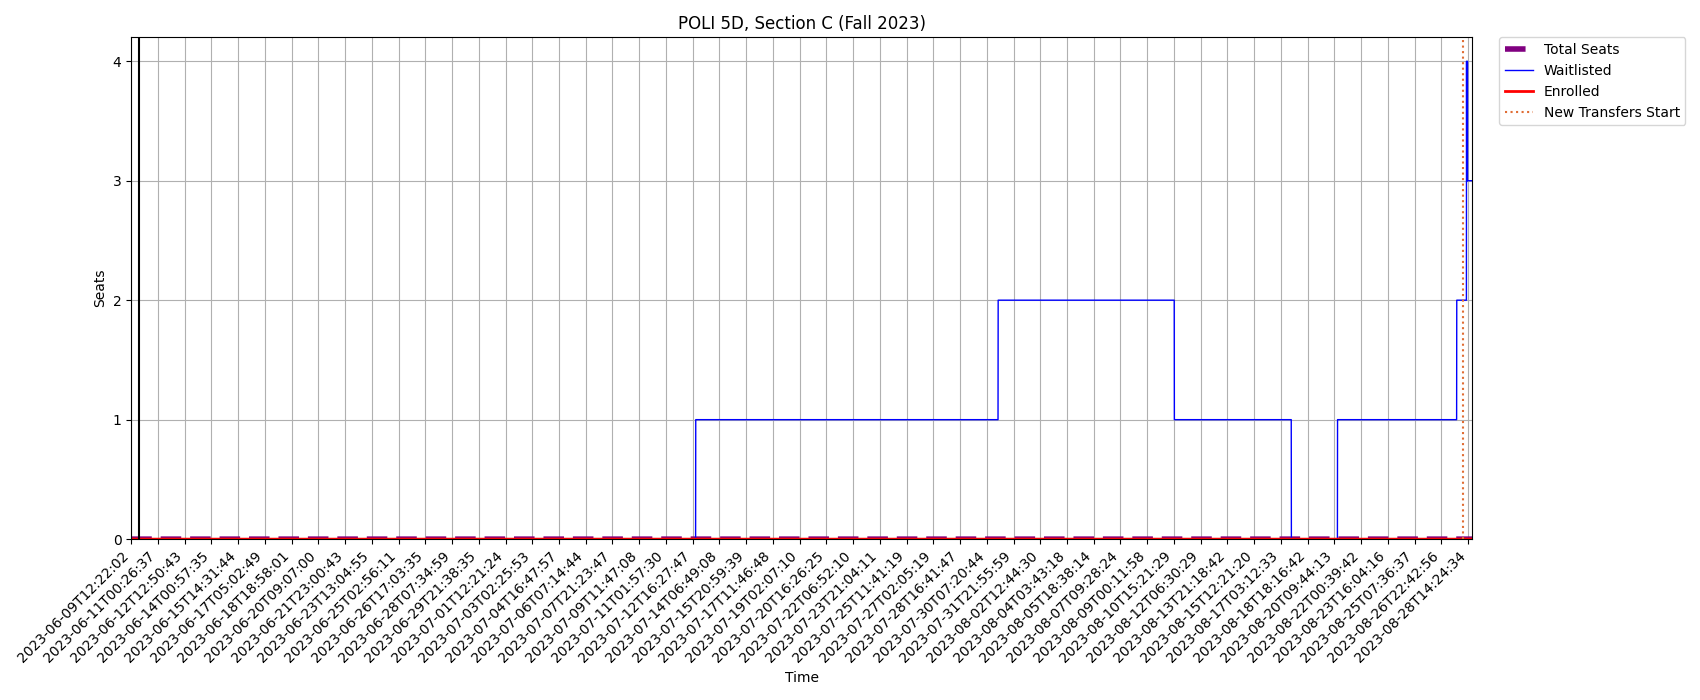 POLI 5D, Section C (Fall 2023)
Total Seats
Waitlisted
Enrolled
New Transfers Start
Seats
4
3
2
1
0
2023-06-09T12:22:02
2023-06-11T00:26:37
2023-06-12T12:50:43
2023-06-14T00:57:35
2023-06-15T14:31:44
2023-06-17T05:02:49
2023-06-18T18:58:01
2023-06-20T09:07:00
2023-06-21T23:00:43
2023-06-23T13:04:55
2023-06-25T02:56:11
2023-06-26T17:03:35
2023-06-28T07:34:59
2023-06-29T21:38:35
2023-07-01T12:21:24
2023-07-03T02:25:53
2023-07-04T16:47:57
2023-07-06T07:14:44
2023-07-07T21:23:47
2023-07-09T11:47:08
2023-07-11T01:57:30
2023-07-12T16:27:47
2023-07-14T06:49:08
2023-07-15T20:59:39
2023-07-17T11:46:48
2023-07-19T02:07:10
2023-07-20T16:26:25
2023-07-22T06:52:10
2023-07-23T21:04:11
2023-07-25T11:41:19
2023-07-27T02:05:19
2023-07-28T16:41:47
2023-07-30T07:20:44
2023-07-31T21:55:59
2023-08-02T12:44:30
2023-08-04T03:43:18
2023-08-05T18:38:14
2023-08-07T09:28:24
2023-08-09T00:11:58
2023-08-10T15:21:29
2023-08-12T06:30:29
2023-08-13T21:18:42
2023-08-15T12:21:20
2023-08-17T03:12:33
2023-08-18T18:16:42
2023-08-20T09:44:13
2023-08-22T00:39:42
2023-08-23T16:04:16
2023-08-25T07:36:37
2023-08-26T22:42:56
2023-08-28T14:24:34
Time